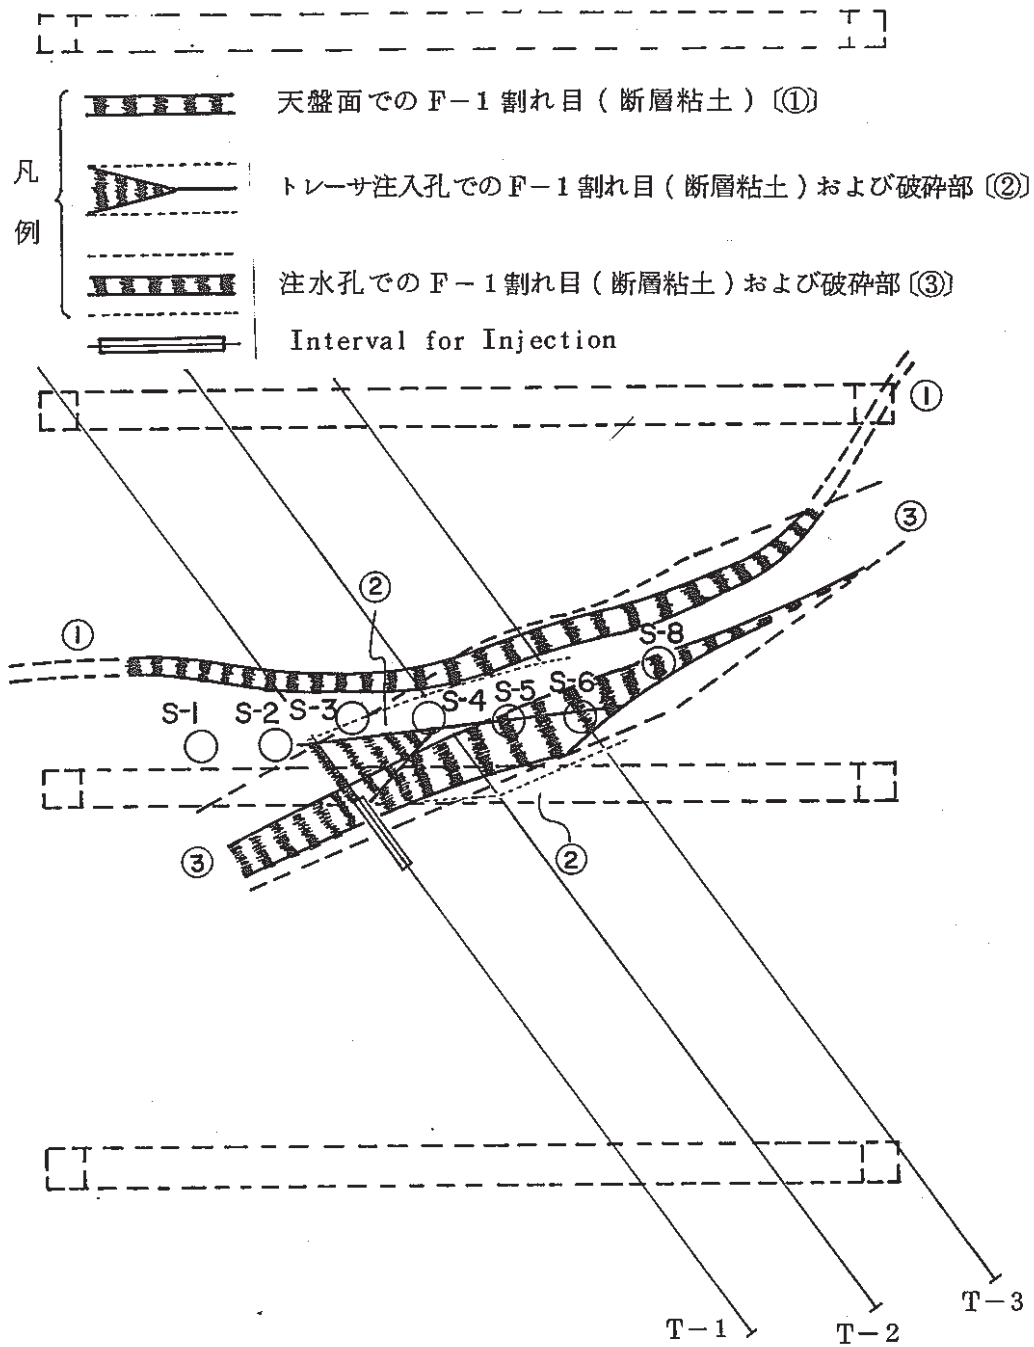 凡例
天盤面でのF-1割れ目(断層粘土)〔①〕
トレーサ注入孔でのF-1割れ目(断層粘土)および破砕部〔②〕
注水孔でのF-1割れ目(断層粘土)および破砕部〔③〕
Interval for Injection
①
③
②
①
S-8
S-1 S-2 S-3 S-4 S-5 S-6
③
②
T-1
T-2
T-3